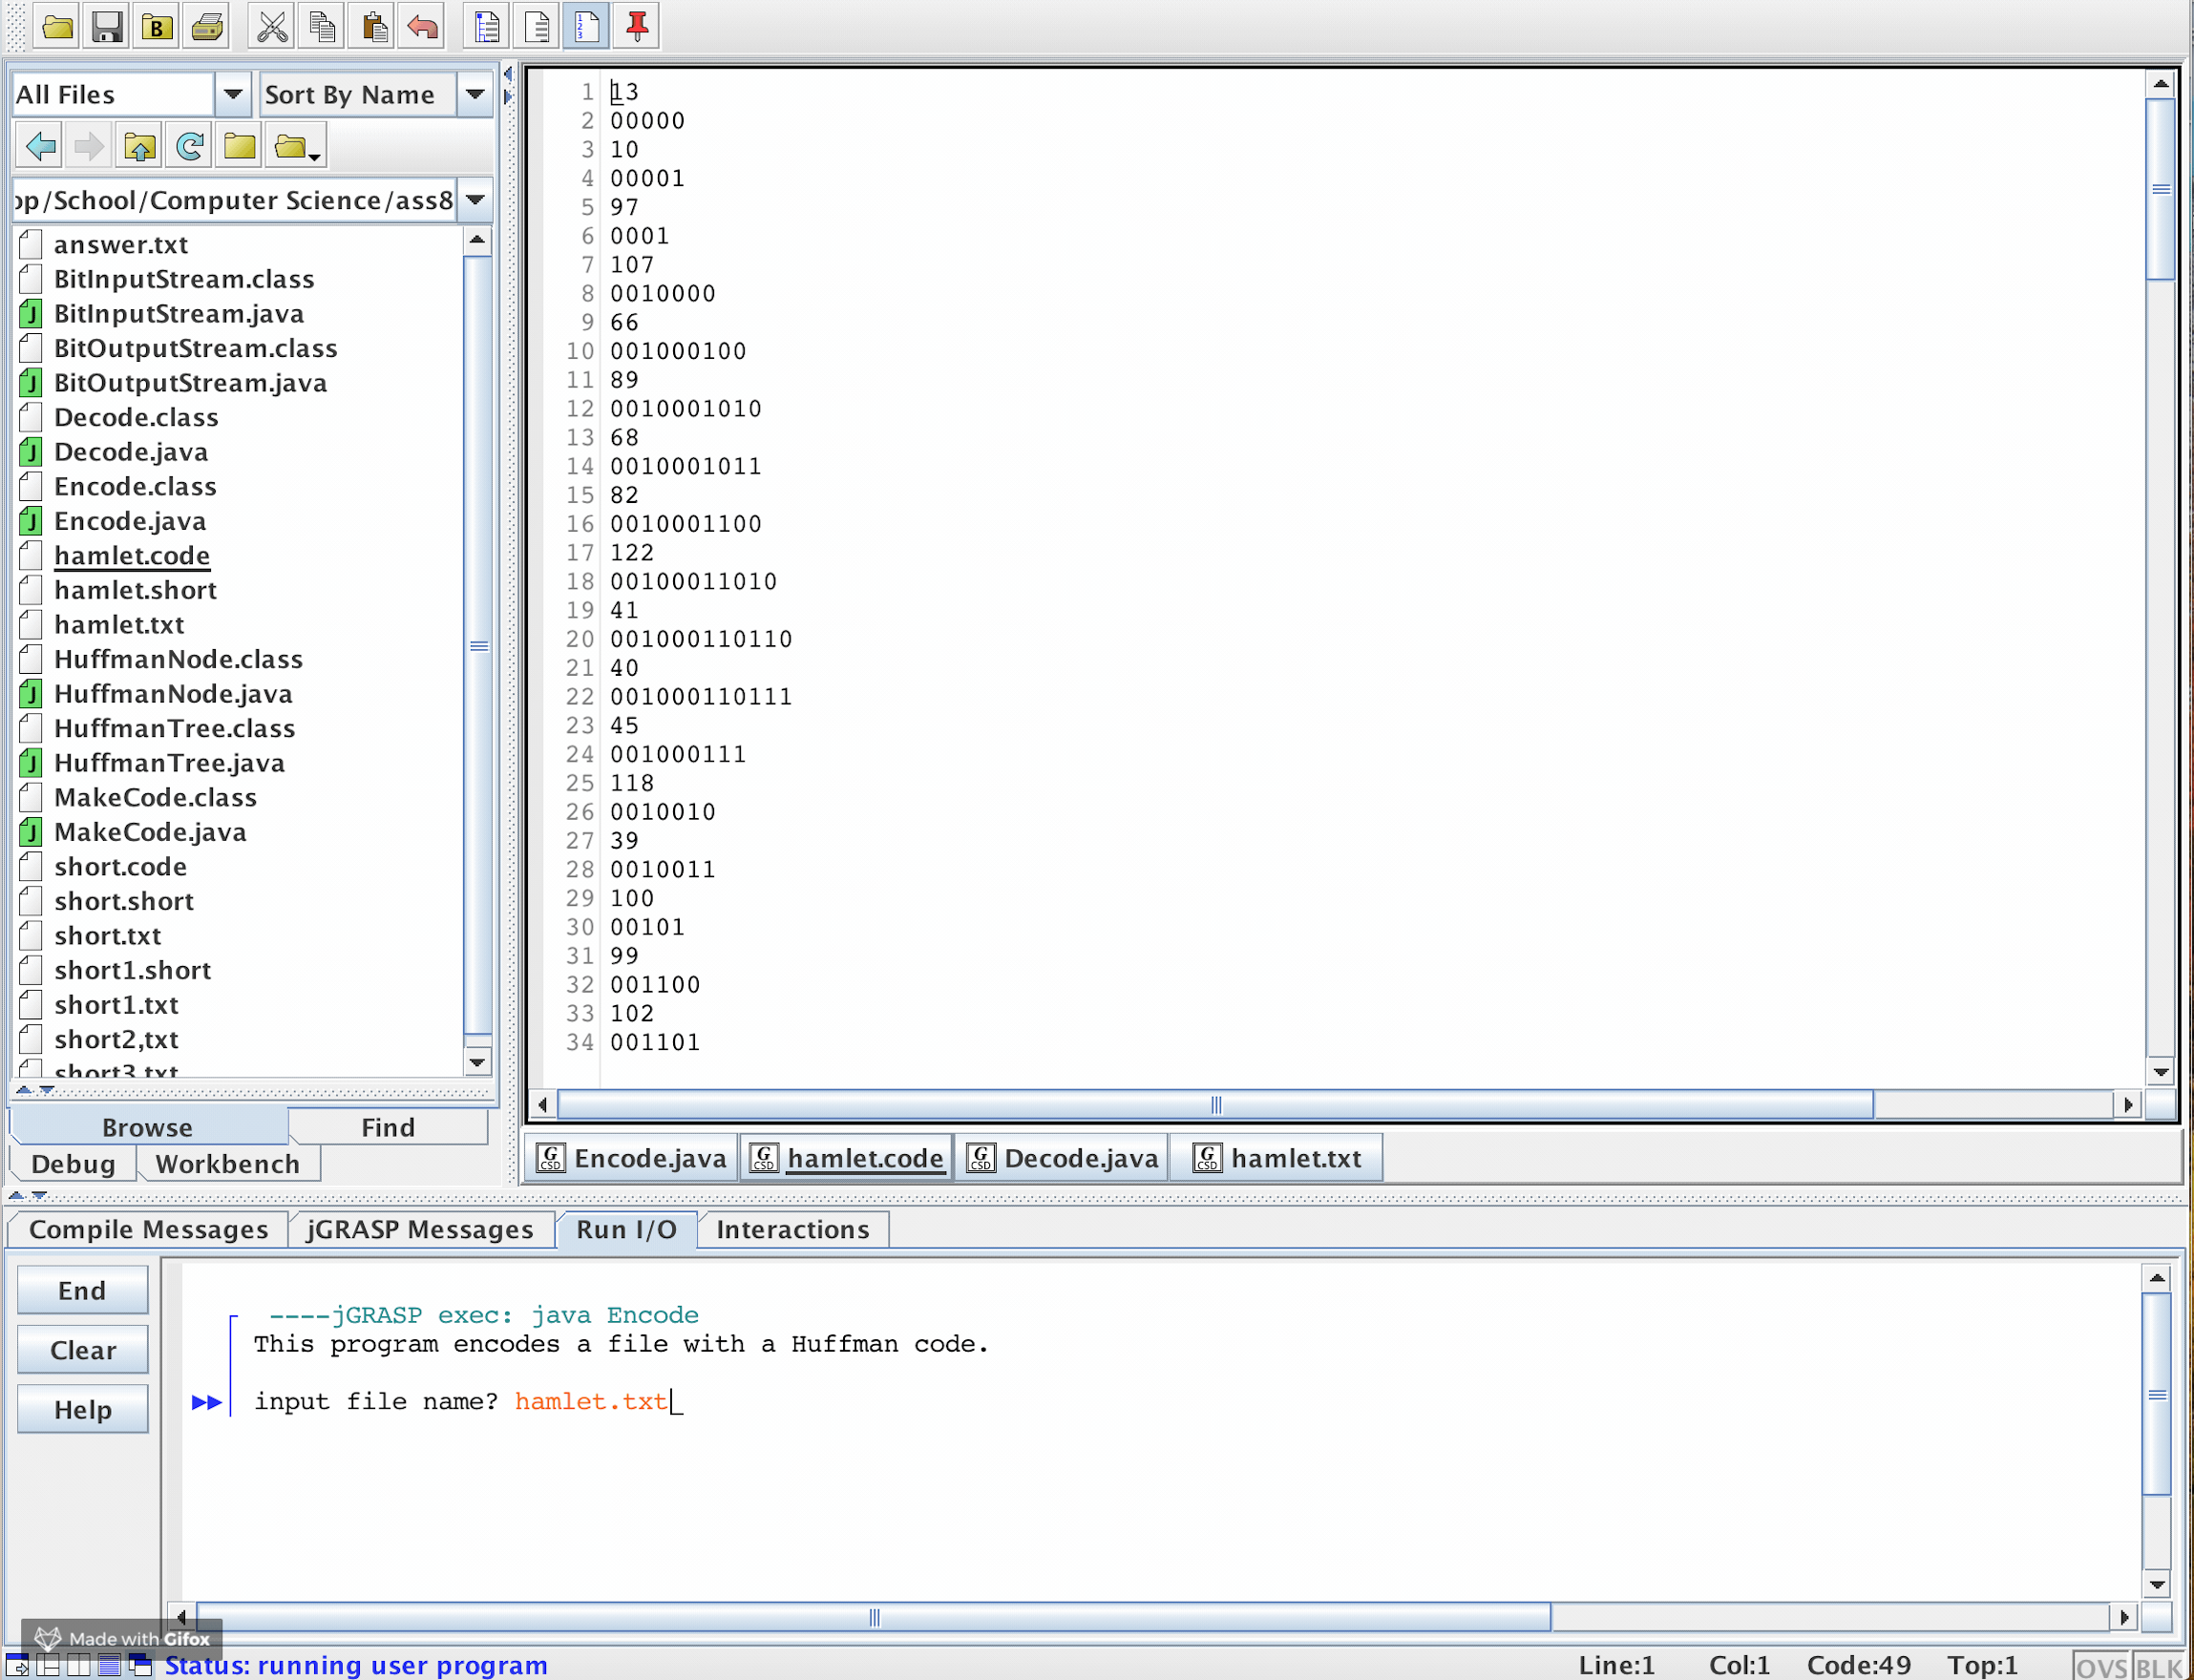 All Files
Sort By Name
op/School/Computer Science/ass8
answer.txt
BitInputStream.class
BitInputStream.java
BitOutputStream.class
BitOutputStream.java
Decode.class
Decode.java
Encode.class
Encode.java
hamlet.code
hamlet.short
hamlet.txt
HuffmanNode.class
HuffmanNode.java
HuffmanTree.class
HuffmanTree.java
MakeCode.class
MakeCode.java
short.code
short.short
short.txt
short1.short
short1.txt
short2,txt
short3.txt
Browse
Find
Debug
Workbench
1 13
2 00000
3 10
4 00001
5 97
6 0001
7 107
8 0010000
9 66
10 001000100
11 89
12 0010001010
13 68
14 0010001011
15 82
16 0010001100
17 122
18 00100011010
19 41
20 001000110110
21 40
22 001000110111
23 45
24 001000111
25 118
26 0010010
27 39
28 0010011
29 100
30 00101
31 99
32 001100
33 102
34 001101
Encode.java
hamlet.code
Decode.java
hamlet.txt
Compile Messages
jGRASP Messages
Run I/O
Interactions
End
Clear
Help
----jGRASP exec: java Encode
This program encodes a file with a Huffman code.
input file name? hamlet.txt
Made with Gifox
Status: running user program
Line:1 Col:1 Code:49 Top:1
OVS BLK